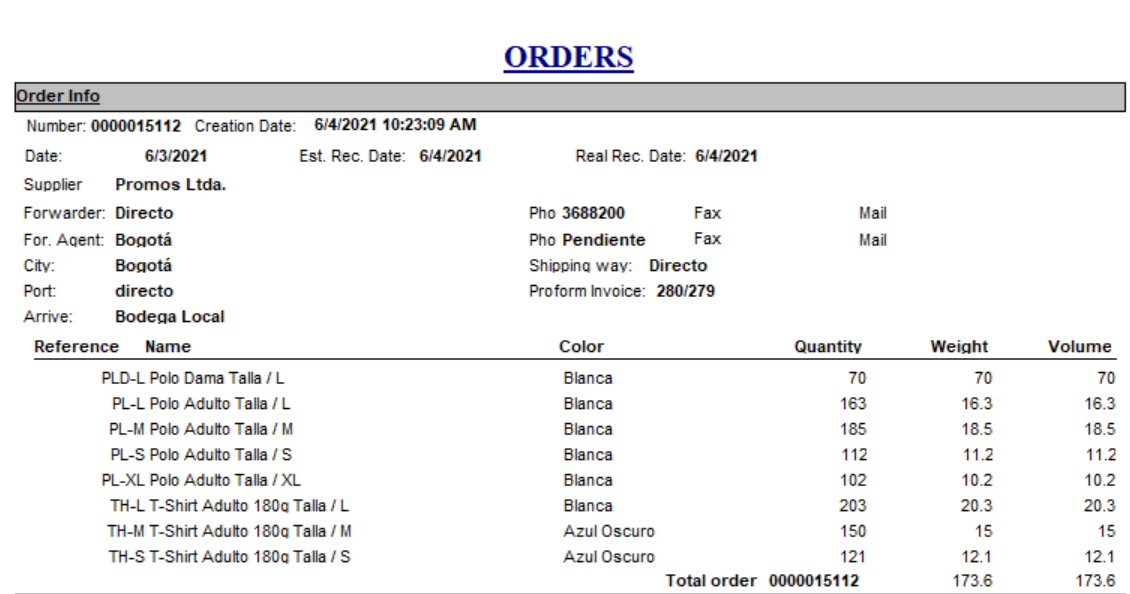 ORDERS
Order Info
Number: 0000015112 Creation Date: 6/4/2021 10:23:09 AM
Date: 6/3/2021 Est. Rec. Date: 6/4/2021 Real Rec. Date: 6/4/2021
Supplier Promos Ltda.
Forwarder: Directo Pho 3688200 Fax Mail
For. Agent: Bogotá Pho Pendiente Fax Mail
City: Bogotá Shipping way: Directo
Port: directo Proform Invoice: 280/279
Arrive: Bodega Local
Reference Name Color Quantity Weight Volume
PLD-L Polo Dama Talla / L Blanca 70 70 70
PL-L Polo Adulto Talla / L Blanca 163 16.3 16.3
PL-M Polo Adulto Talla / M Blanca 185 18.5 18.5
PL-S Polo Adulto Talla / S Blanca 112 11.2 11.2
PL-XL Polo Adulto Talla / XL Blanca 102 10.2 10.2
TH-L T-Shirt Adulto 180g Talla / L Blanca 203 20.3 20.3
TH-M T-Shirt Adulto 180g Talla / M Azul Oscuro 150 15 15
TH-S T-Shirt Adulto 180g Talla / S Azul Oscuro 121 12.1 12.1
Total order 0000015112 173.6 173.6